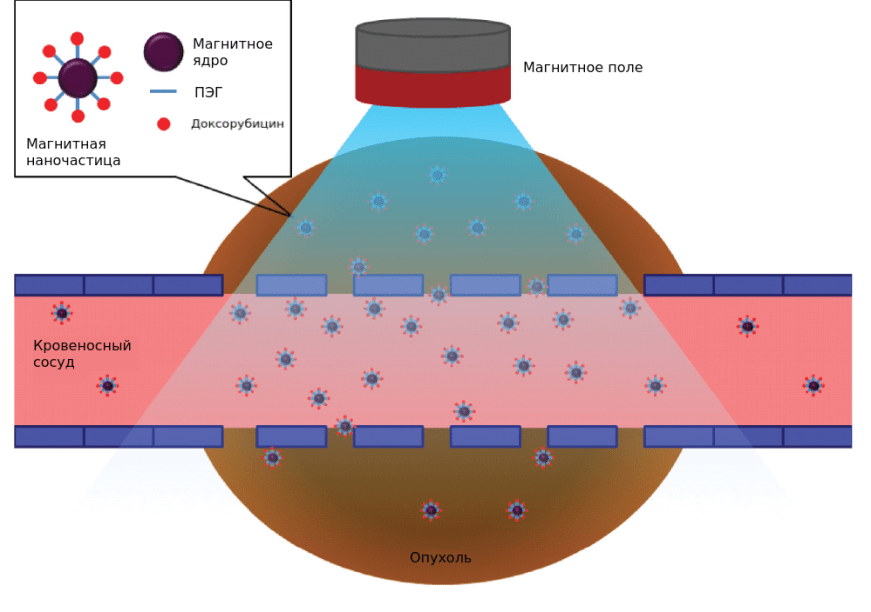 Магнитное
ядро
ПЭГ
Доксорубицин
Магнитная
наночастица
Магнитное поле
Кровеносный
сосуд
Опухоль